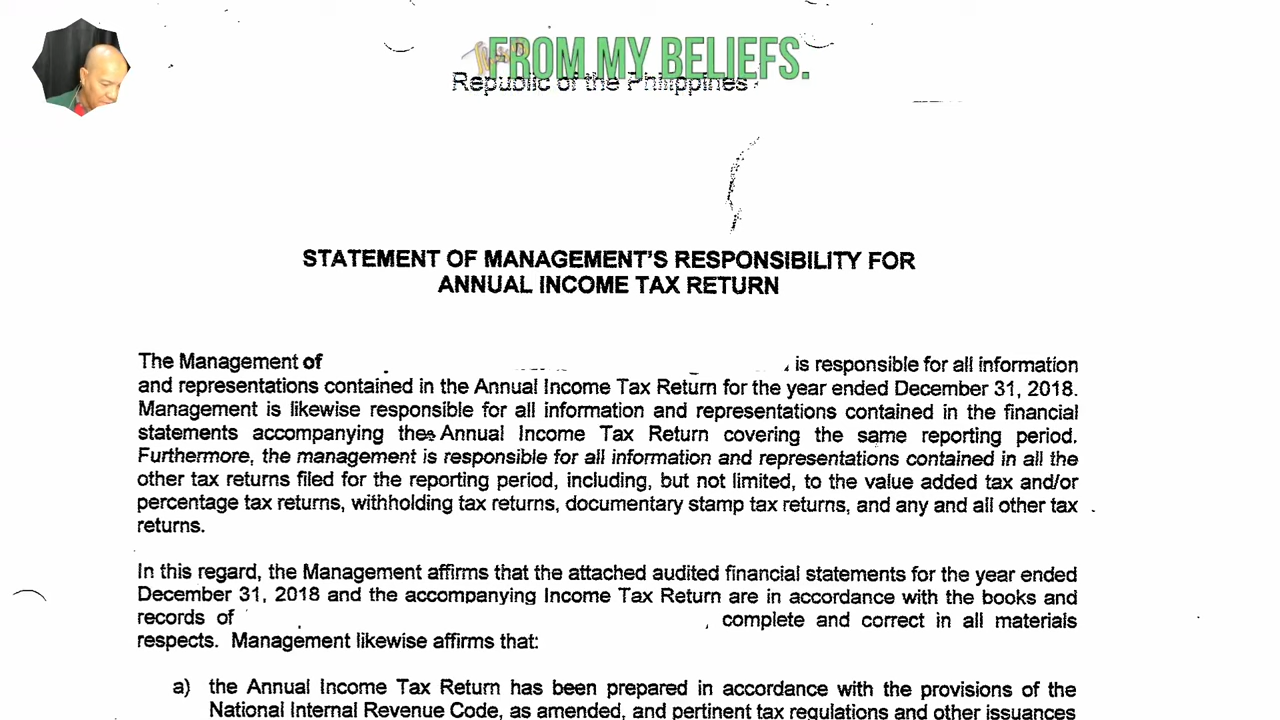 FROM MY BELIEFS.
Republic of the Philippines
STATEMENT OF MANAGEMENT'S RESPONSIBILITY FOR
ANNUAL INCOME TAX RETURN
The Management of , is responsible for all information
and representations contained in the Annual Income Tax Return for the year ended December 31, 2018.
Management is likewise responsible for all information and representations contained in the financial
statements accompanying the Annual Income Tax Return covering the same reporting period.
Furthermore, the management is responsible for all information and representations contained in all the
other tax returns filed for the reporting period, including, but not limited, to the value added tax and/or
percentage tax returns, withholding tax returns, documentary stamp tax returns, and any and all other tax
returns.
In this regard, the Management affirms that the attached audited financial statements for the year ended
December 31, 2018 and the accompanying Income Tax Return are in accordance with the books and
records of , complete and correct in all materials
respects. Management likewise affirms that:
a) the Annual Income Tax Return has been prepared in accordance with the provisions of the
National Internal Revenue Code, as amended, and pertinent tax regulations and other issuances